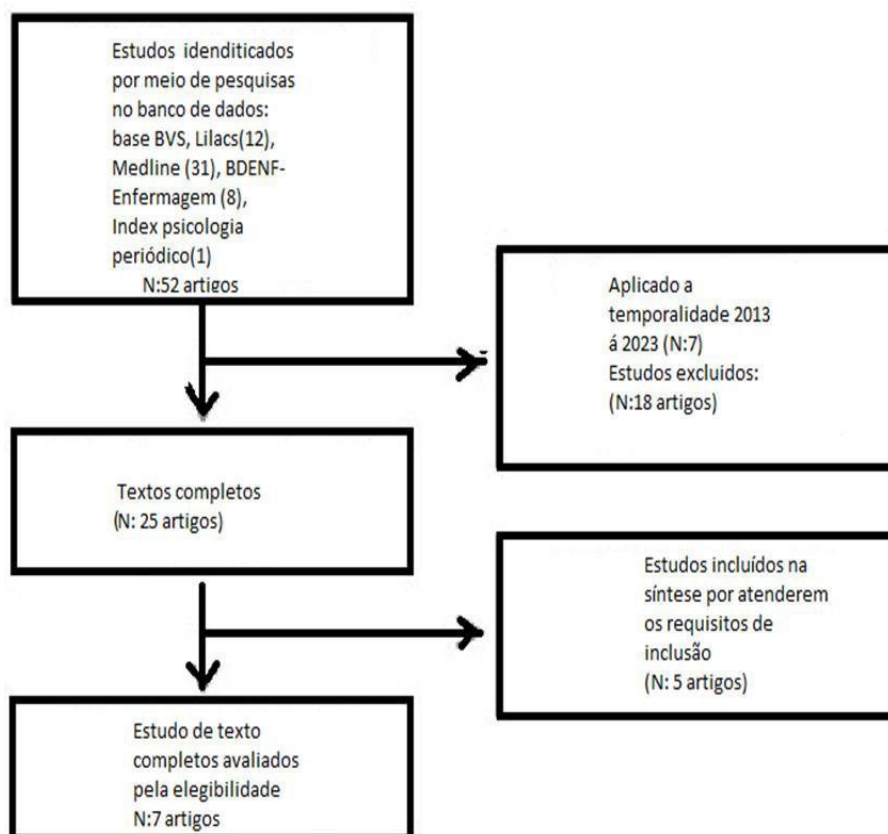 Estudos idenditicados
por meio de pesquisas
no banco de dados:
base BVS, Lilacs(12),
Medline (31), BDENF-
Enfermagem (8),
Index psicologia
periódico(1)
N:52 artigos
Aplicado a
temporalidade 2013
á 2023 (N:7)
Estudos excluidos:
(N:18 artigos)
Textos completos
(N: 25 artigos)
Estudos incluídos na
síntese por atenderem
os requisitos de
inclusão
(N: 5 artigos)
Estudo de texto
completos avaliados
pela elegibilidade
N:7 artigos